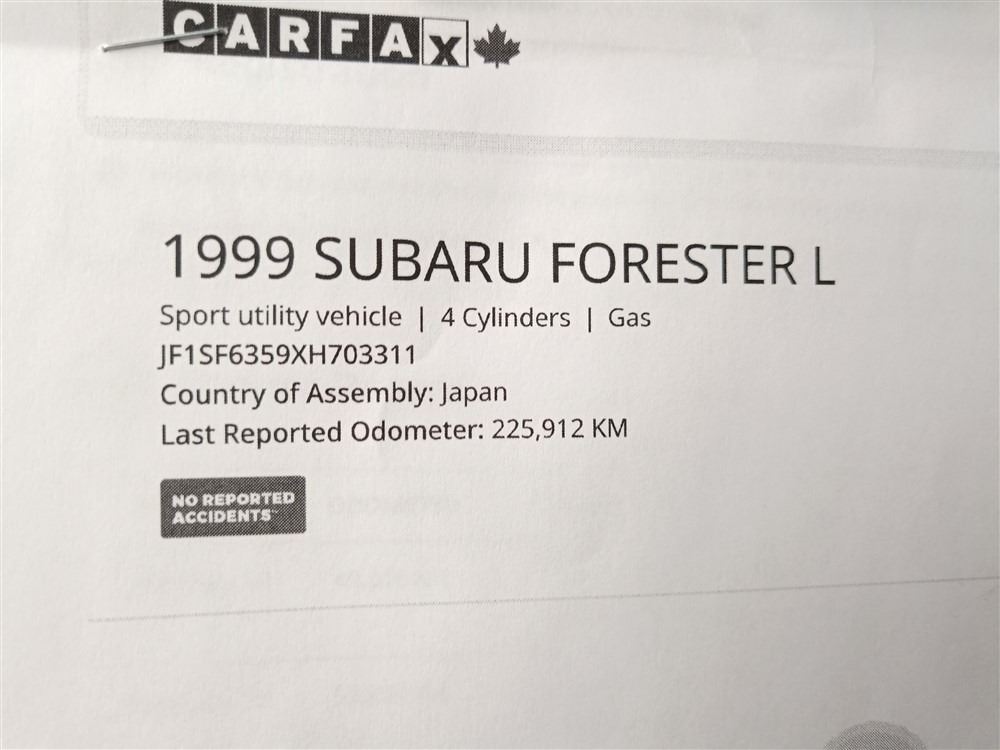 CARFAX
1999 SUBARU FORESTER L
Sport utility vehicle | 4 Cylinders | Gas
JF1SF6359XH703311
Country of Assembly: Japan
Last Reported Odometer: 225,912 KM
NO REPORTED
ACCIDENTS™